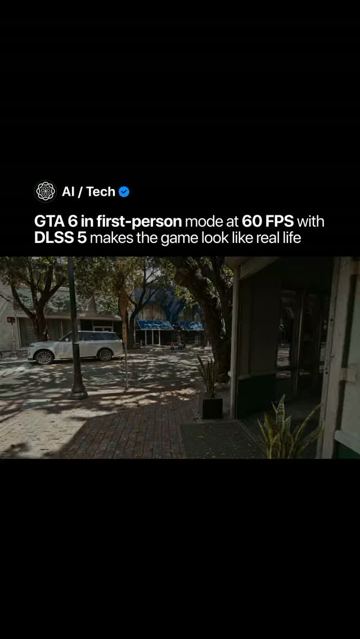 AI / Tech
GTA 6 in first-person mode at 60 FPS with
DLSS 5 makes the game look like real life